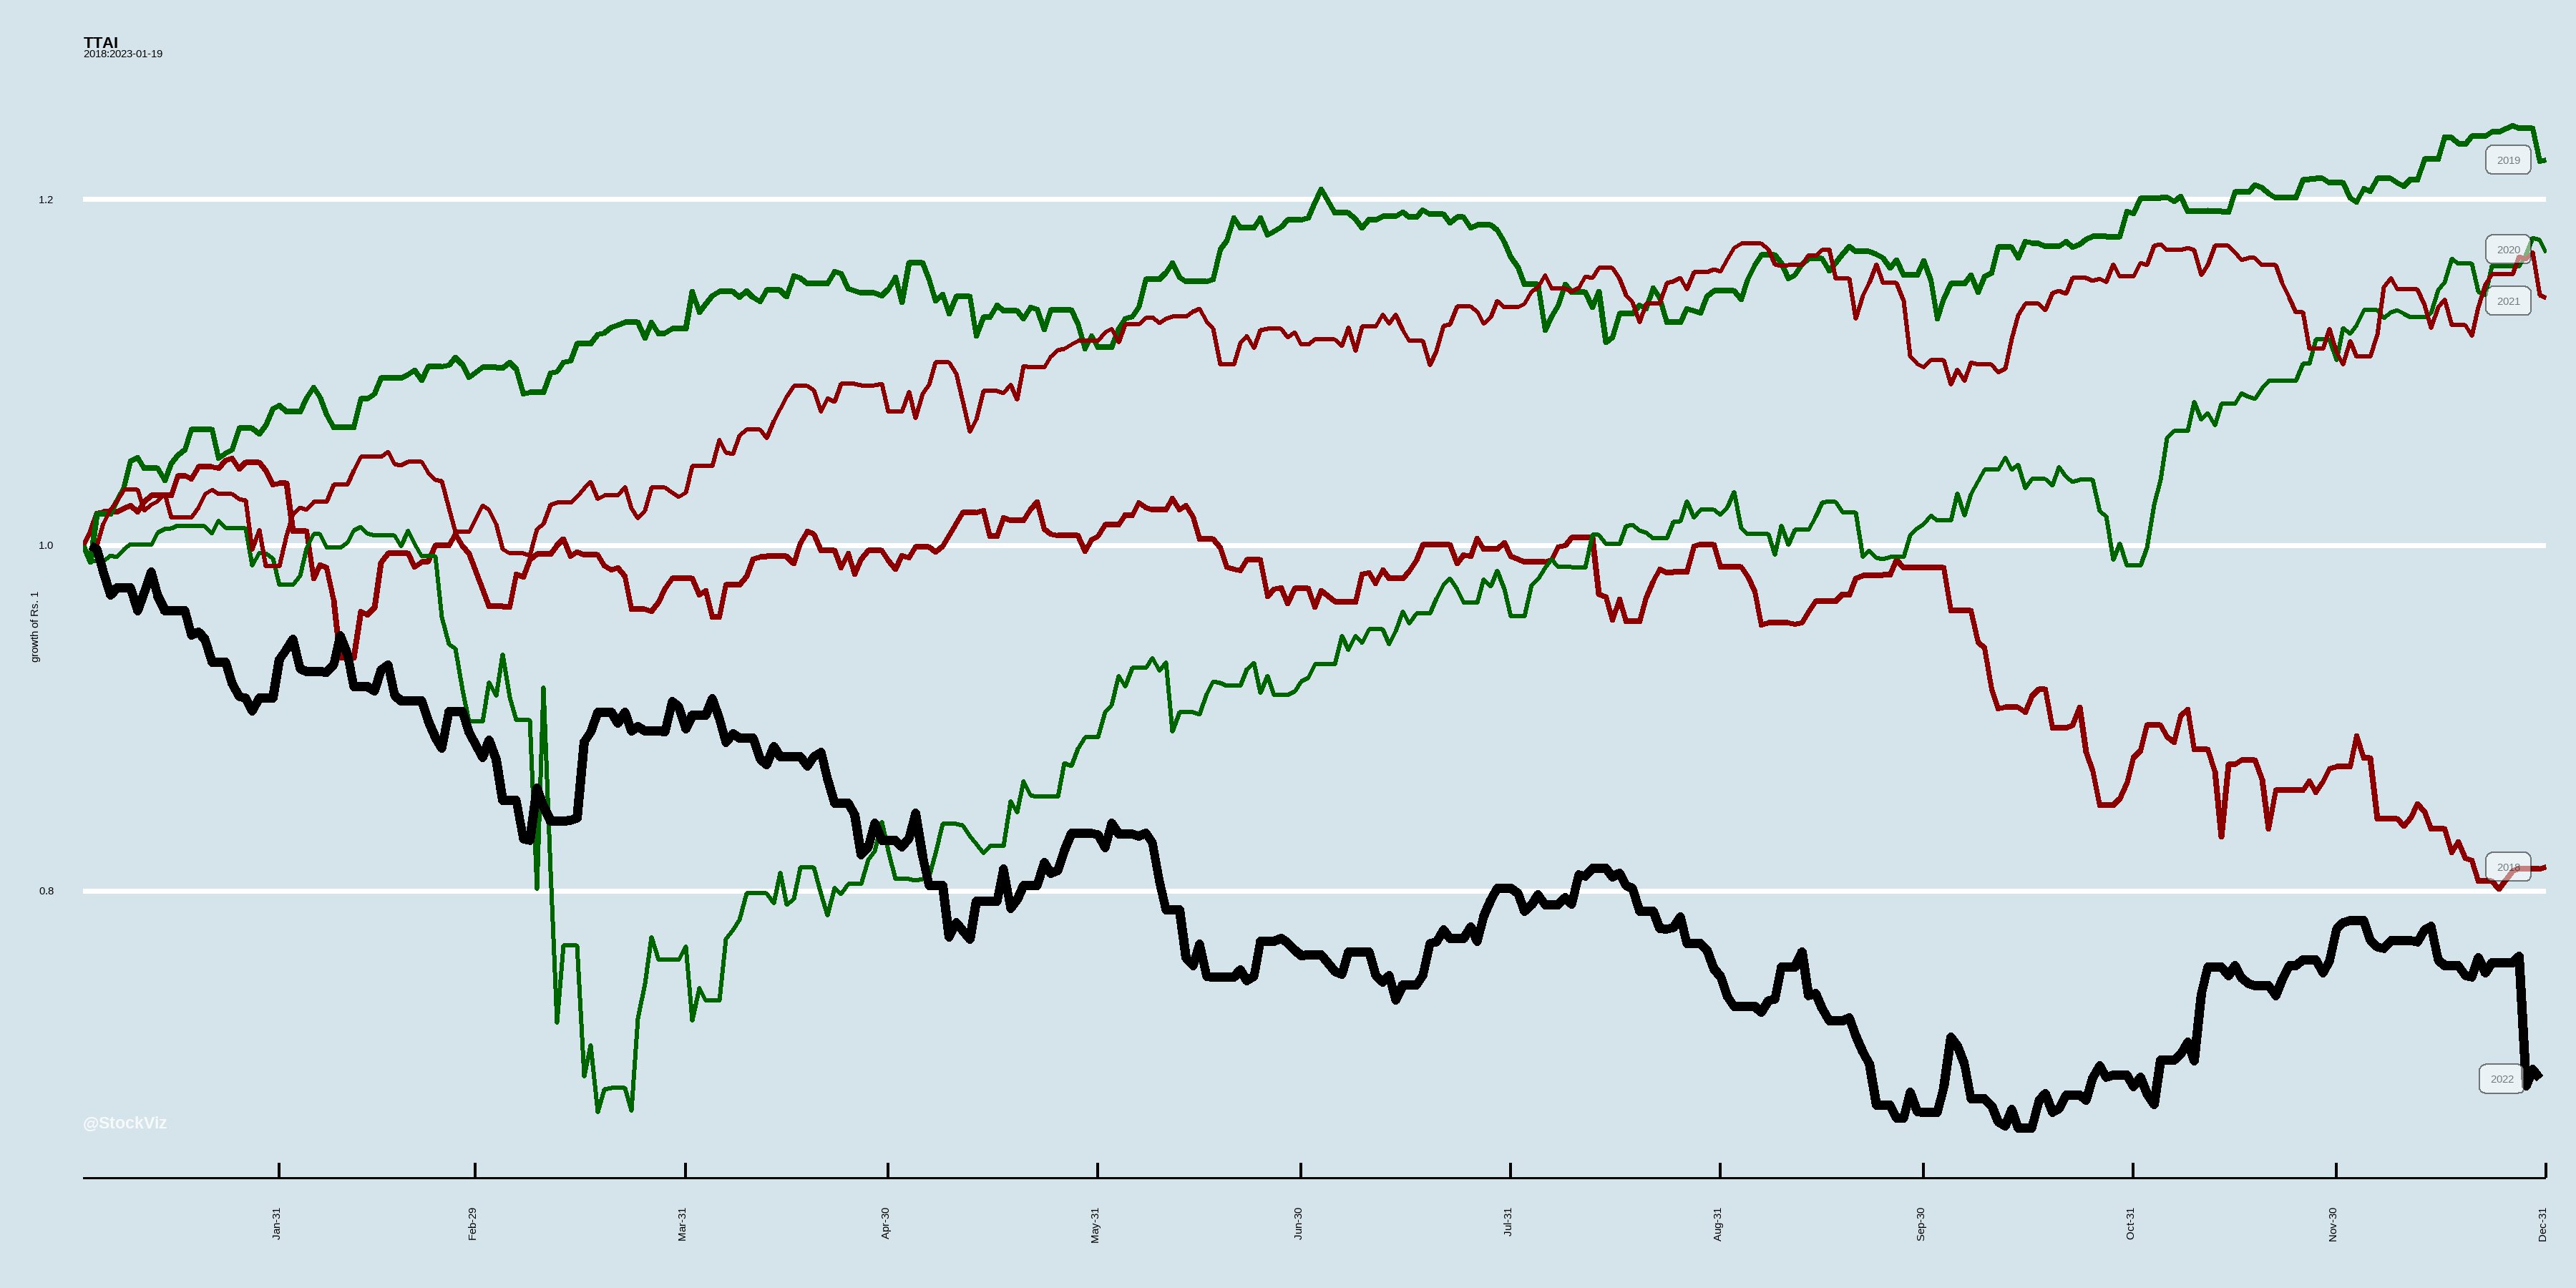 TTAI
2018:2023-01-19
2019
1.2
2020
2021
1.0
growth of Rs. 1
2018
0.8
2022
@StockViz
Jan-31
Feb-29
Mar-31
Apr-30
May-31
Jun-30
Jul-31
Aug-31
Sep-30
Oct-31
Nov-30
Dec-31